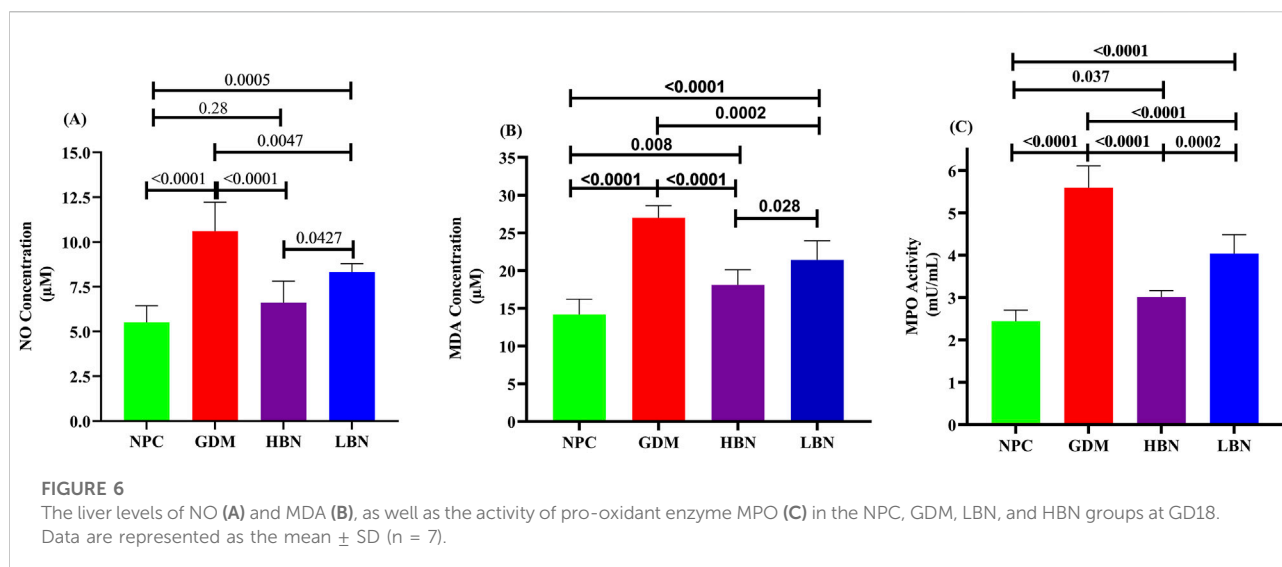 (A)
0.0005
0.28
0.0047
<0.0001 <0.0001
0.0427
NO Concentration
(µM)
15.0
12.5
10.0
7.5
5.0
2.5
0.0
NPC GDM HBN LBN
(B)
<0.0001
0.0002
0.008
<0.0001 <0.0001
0.028
MDA Concentration
(µM)
35
30
25
20
15
10
5
0
NPC GDM HBN LBN
(C)
<0.0001
0.037
<0.0001
<0.0001 <0.0001 0.0002
MPO Activity
(mU/mL)
6
5
4
3
2
1
0
NPC GDM HBN LBN
FIGURE 6
The liver levels of NO (A) and MDA (B), as well as the activity of pro-oxidant enzyme MPO (C) in the NPC, GDM, LBN, and HBN groups at GD18.
Data are represented as the mean ± SD (n = 7).